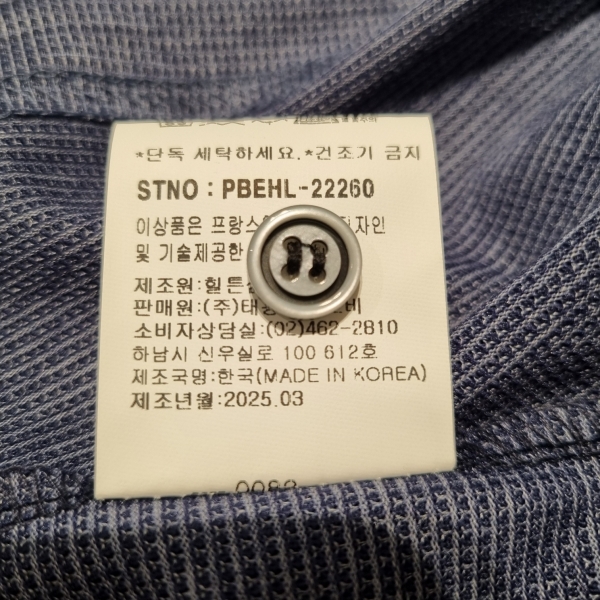 *단독 세탁하세요.*건조기 금지
STNO : PBEHL-22260
이상품은 프랑스
및 기술제공한
제조원:힐튼
판매원:(주)태
소비자상담실:(02)462-2810
하남시 신우실로 100 612호
제조국명:한국(MADE IN KOREA)
제조년월:2025.03